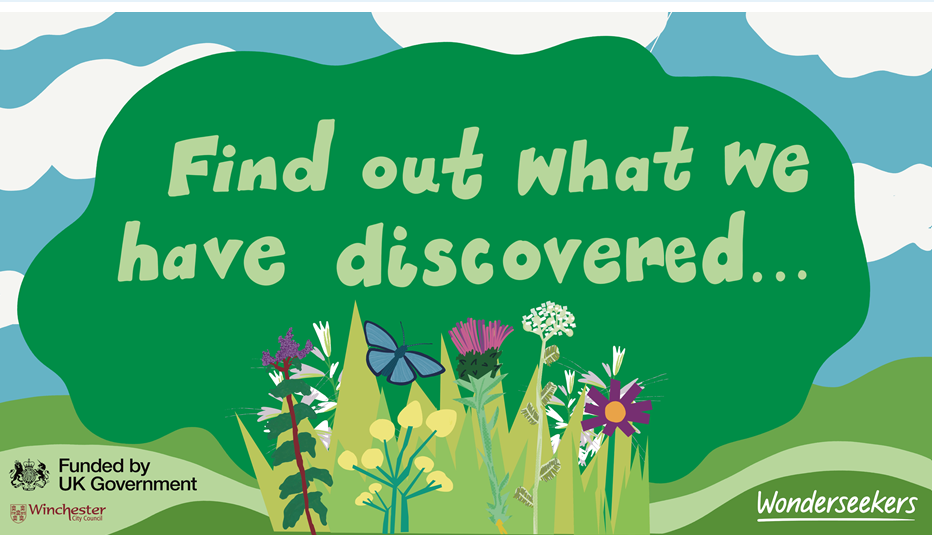 Find out what we
have discovered...
Funded by
UK Government
Winchester
City Council
Wonderseekers